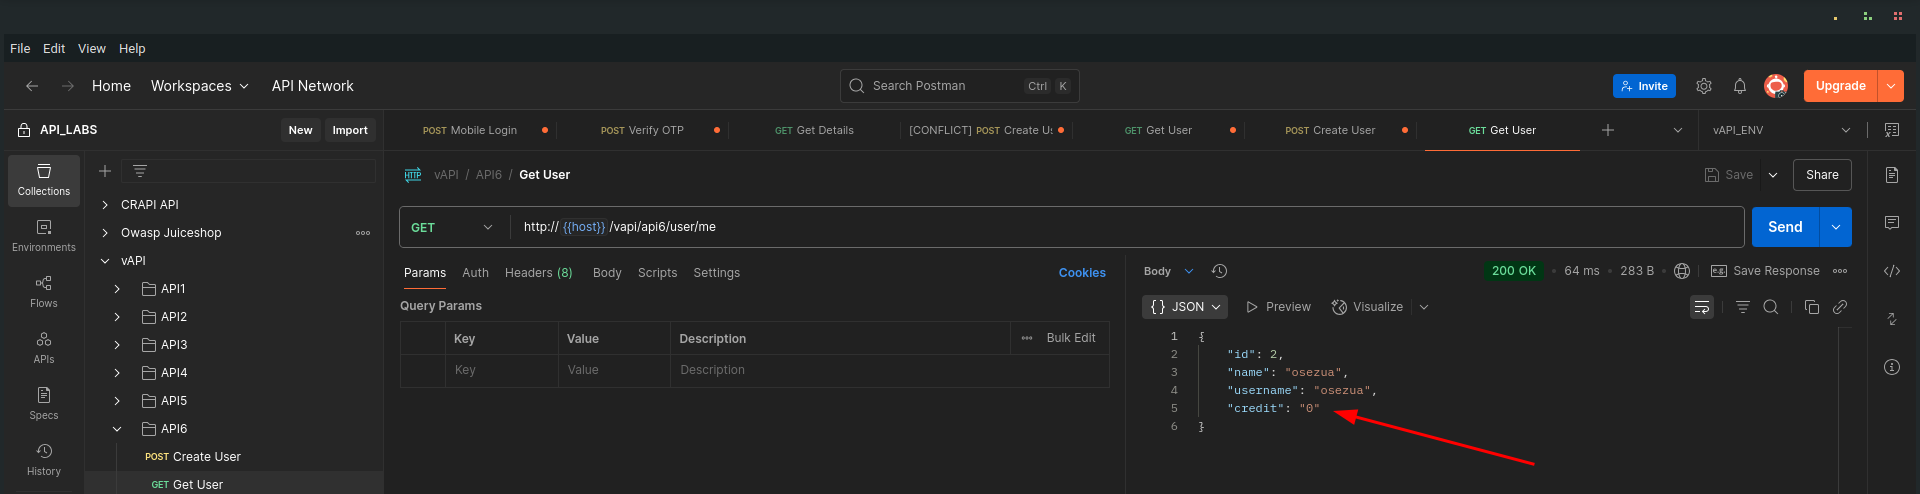 File Edit View Help
Home Workspaces API Network
Search Postman Ctrl K
Invite Upgrade
API_LABS New Import
POST Mobile Login POST Verify OTP GET Get Details [CONFLICT] POST Create Us GET Get User POST Create User GET Get User vAPI_ENV
Collections
Environments
Flows
APIs
Specs
History
CRAPI API
Owasp Juiceshop
vAPI
API1
API2
API3
API4
API5
API6
POST Create User
GET Get User
HTTP vAPI / API6 / Get User Save Share
GET http:// {{host}} /vapi/api6/user/me Send
Params Auth Headers (8) Body Scripts Settings Cookies
Query Params
Key Value Description Bulk Edit
Key Value Description
Body 200 OK 64 ms 283 B e.g. Save Response
{} JSON Preview Visualize
1 {
2 "id": 2,
3 "name": "osezua",
4 "username": "osezua",
5 "credit": "0"
6 }